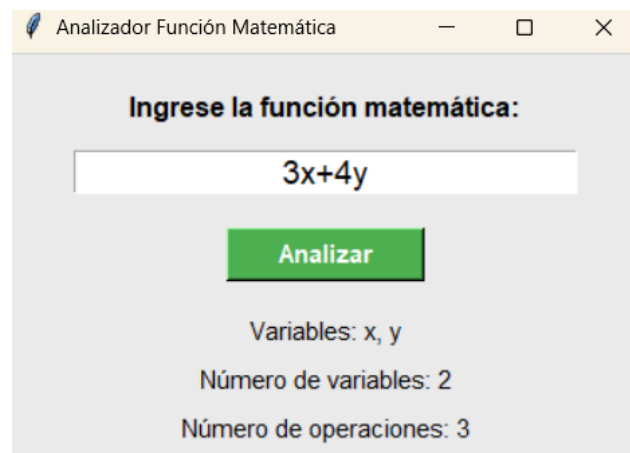 Analizador Función Matemática
Ingrese la función matemática:
3x+4y
Analizar
Variables: x, y
Número de variables: 2
Número de operaciones: 3